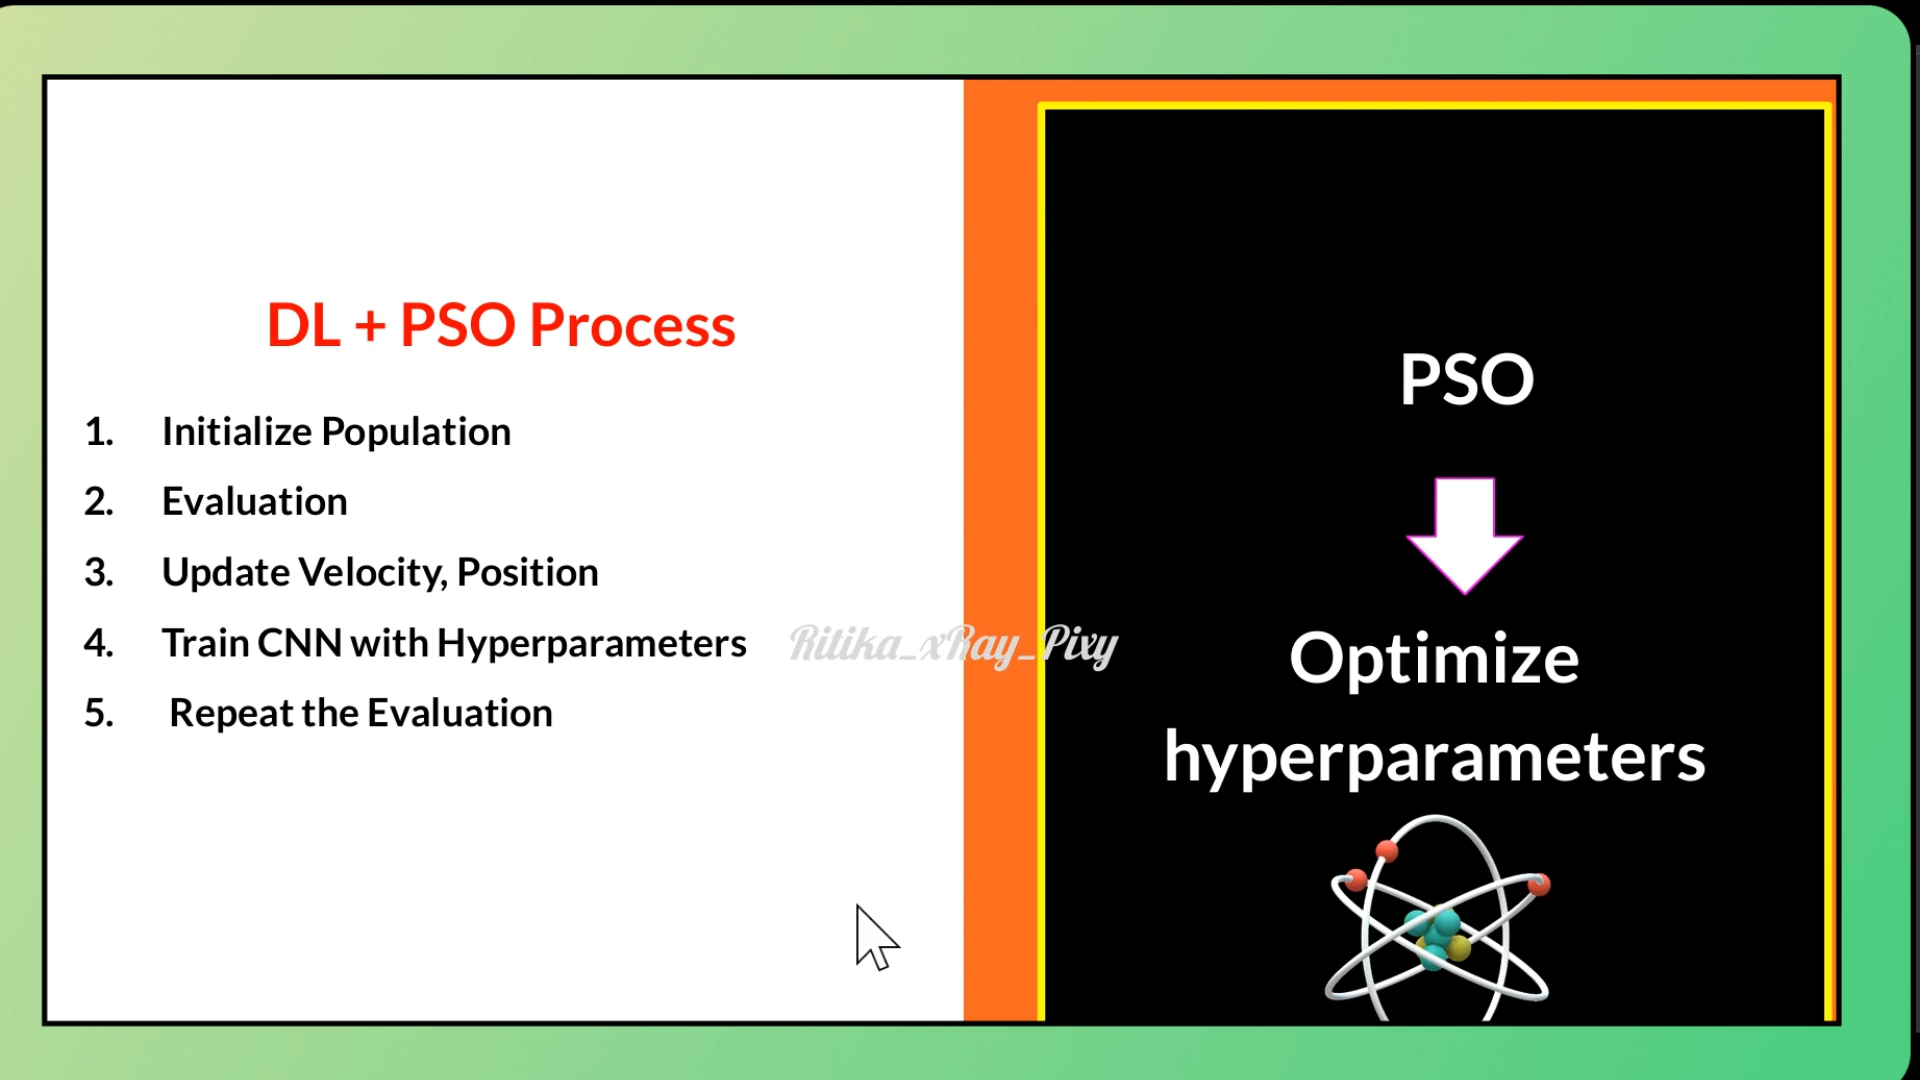 DL + PSO Process
1. Initialize Population
2. Evaluation
3. Update Velocity, Position
4. Train CNN with Hyperparameters
5. Repeat the Evaluation
Ritika_xRay_Pixy
PSO
Optimize
hyperparameters